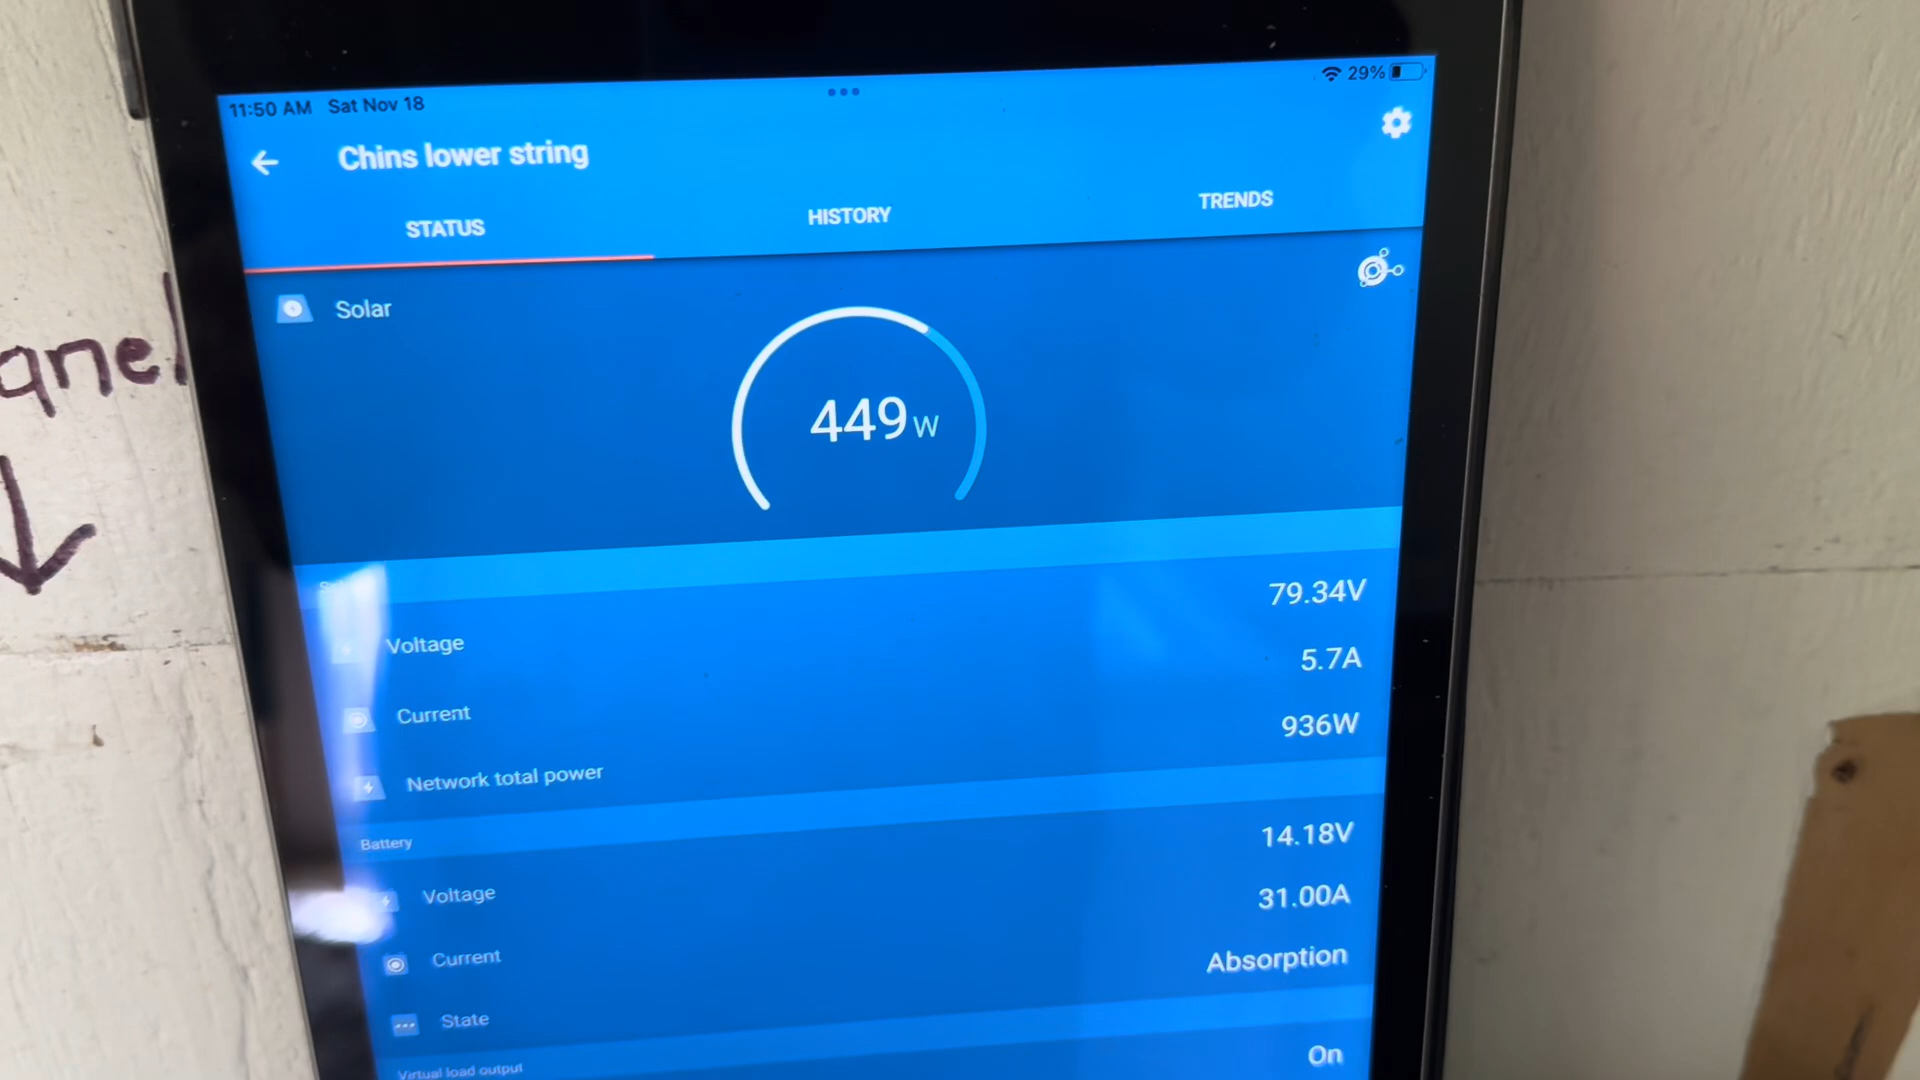 11:50 AM Sat Nov 18
29%
Chins lower string
STATUS HISTORY TRENDS
Solar
449W
Voltage 79.34V
Current 5.7A
Network total power 936W
Battery
Voltage 14.18V
Current 31.00A
State Absorption
Virtual load output
On
anel